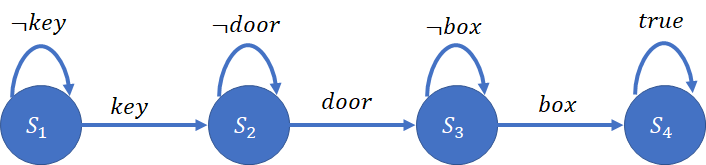 ¬key
¬door
¬box
true
S₁
key
S₂
door
S₃
box
S₄